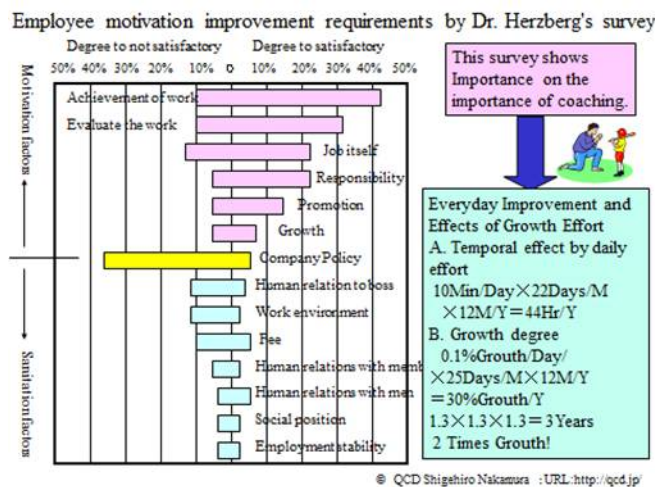 Employee motivation improvement requirements by Dr. Herzberg's survey
Degree to not satisfactory Degree to satisfactory
50% 40% 30% 20% 10% 0 10% 20% 30% 40% 50%
Motivation factors
Achievement of work
Evaluate the work
Job itself
Responsibility
Promotion
Growth
Company Policy
Sanitation factors
Human relation to boss
Work environment
Fee
Human relations with memb
Human relations with men
Social position
Employment stability
This survey shows
Importance on the
importance of coaching.
Everyday Improvement and
Effects of Growth Effort
A. Temporal effect by daily
effort
10Min/Day×22Days/M
×12M/Y=44Hr/Y
B. Growth degree
0.1%Grouth/Day/
×25Days/M×12M/Y
=30%Grouth/Y
1.3×1.3×1.3=3Years
2 Times Grouth!
© QCD Shigehiro Nakamura :URL:http://qcd.jp/